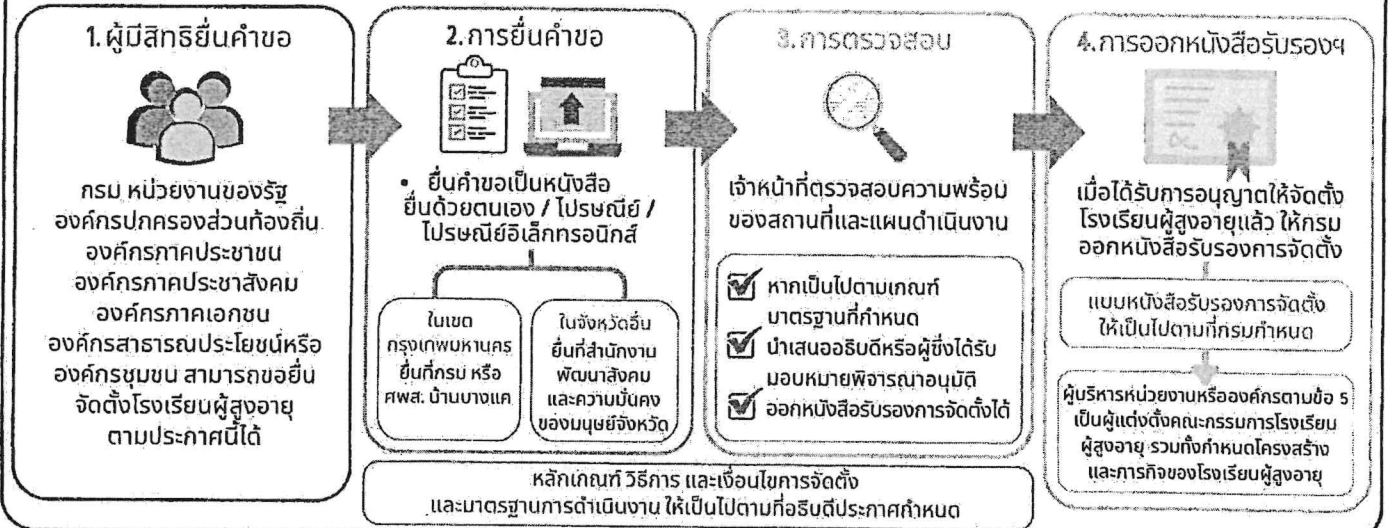 1. ผู้มีสิทธิยื่นคำขอ
กรม หน่วยงานของรัฐ
องค์กรปกครองส่วนท้องถิ่น
องค์กรภาคประชาชน
องค์กรภาคประชาสังคม
องค์กรภาคเอกชน
องค์กรสาธารณประโยชน์หรือ
องค์กรชุมชน สามารถขอยื่น
จัดตั้งโรงเรียนผู้สูงอายุ
ตามประกาศนี้ได้
2. การยื่นคำขอ
• ยื่นคำขอเป็นหนังสือ
ยื่นด้วยตนเอง / ไปรษณีย์ /
ไปรษณีย์อิเล็กทรอนิกส์
ในเขต
กรุงเทพมหานคร
ยื่นที่กรม หรือ
ศพส. บ้านบางแค
ในจังหวัดอื่น
ยื่นที่สำนักงาน
พัฒนาสังคม
และความมั่นคง
ของมนุษย์จังหวัด
3. การตรวจสอบ
เจ้าหน้าที่ตรวจสอบความพร้อม
ของสถานที่และแผนดำเนินงาน
หากเป็นไปตามเกณฑ์
มาตรฐานที่กำหนด
นำเสนออธิบดีหรือผู้ซึ่งได้รับ
มอบหมายพิจารณาอนุมัติ
ออกหนังสือรับรองการจัดตั้งได้
4. การออกหนังสือรับรองฯ
เมื่อได้รับการอนุญาตให้จัดตั้ง
โรงเรียนผู้สูงอายุแล้ว ให้กรม
ออกหนังสือรับรองการจัดตั้ง
แบบหนังสือรับรองการจัดตั้ง
ให้เป็นไปตามที่กรมกำหนด
ผู้บริหารหน่วยงานหรือองค์กรตามข้อ 5
เป็นผู้แต่งตั้งคณะกรรมการโรงเรียน
ผู้สูงอายุ รวมทั้งกำหนดโครงสร้าง
และภารกิจของโรงเรียนผู้สูงอายุ
หลักเกณฑ์ วิธีการ และเงื่อนไขการจัดตั้ง
และมาตรฐานการดำเนินงาน ให้เป็นไปตามที่อธิบดีประกาศกำหนด